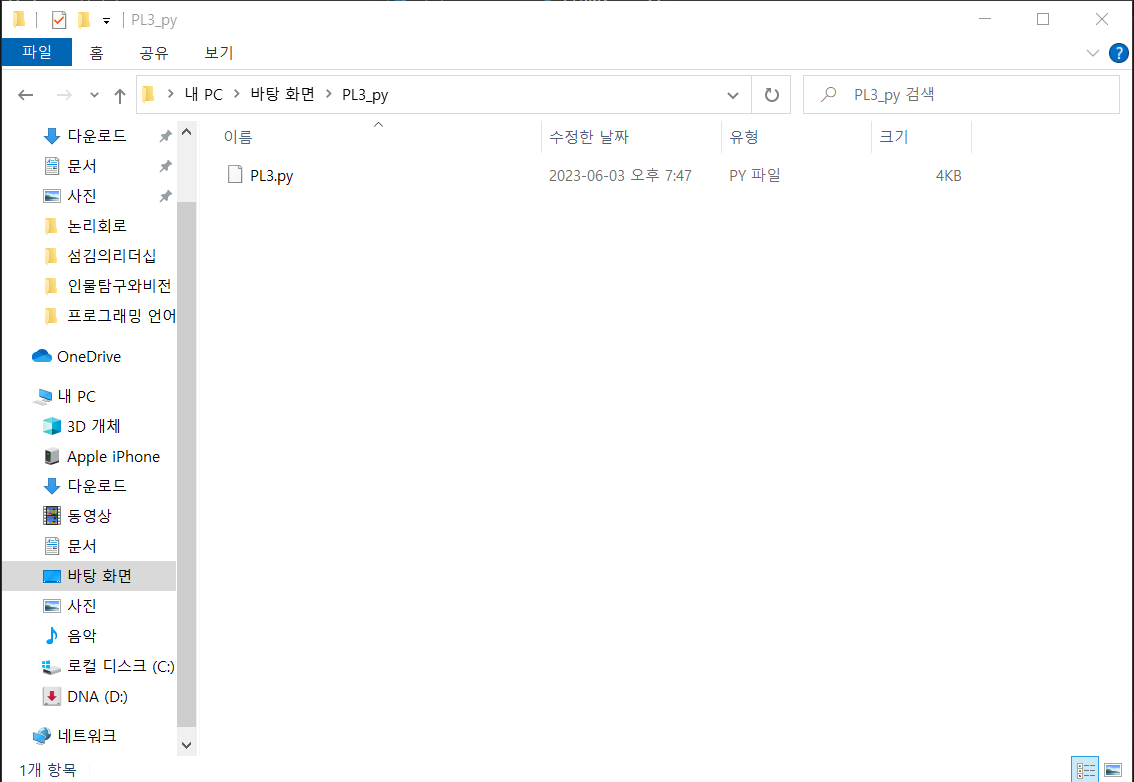 PL3_py
파일 홈 공유 보기
내 PC 바탕 화면 PL3_py
PL3_py 검색
이름 수정한 날짜 유형 크기
PL3.py 2023-06-03 오후 7:47 PY 파일 4KB
다운로드
문서
사진
논리회로
섬김의리더십
인물탐구와비전
프로그래밍 언어
OneDrive
내 PC
3D 개체
Apple iPhone
다운로드
동영상
문서
바탕 화면
사진
음악
로컬 디스크 (C:)
DNA (D:)
네트워크
1개 항목